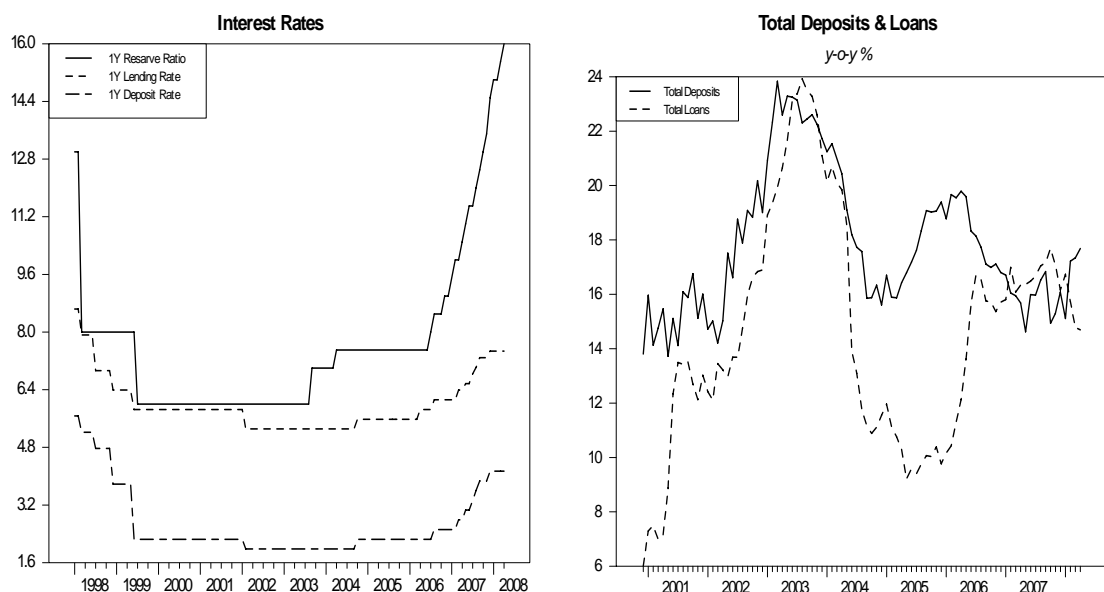 Interest Rates
16.0
14.4
12.8
11.2
9.6
8.0
6.4
4.8
3.2
1.6
1Y Resarve Ratio
1Y Lending Rate
1Y Deposit Rate
1998 1999 2000 2001 2002 2003 2004 2005 2006 2007 2008
Total Deposits & Loans
y-o-y %
24
22
20
18
16
14
12
10
8
6
Total Deposits
Total Loans
2001 2002 2003 2004 2005 2006 2007